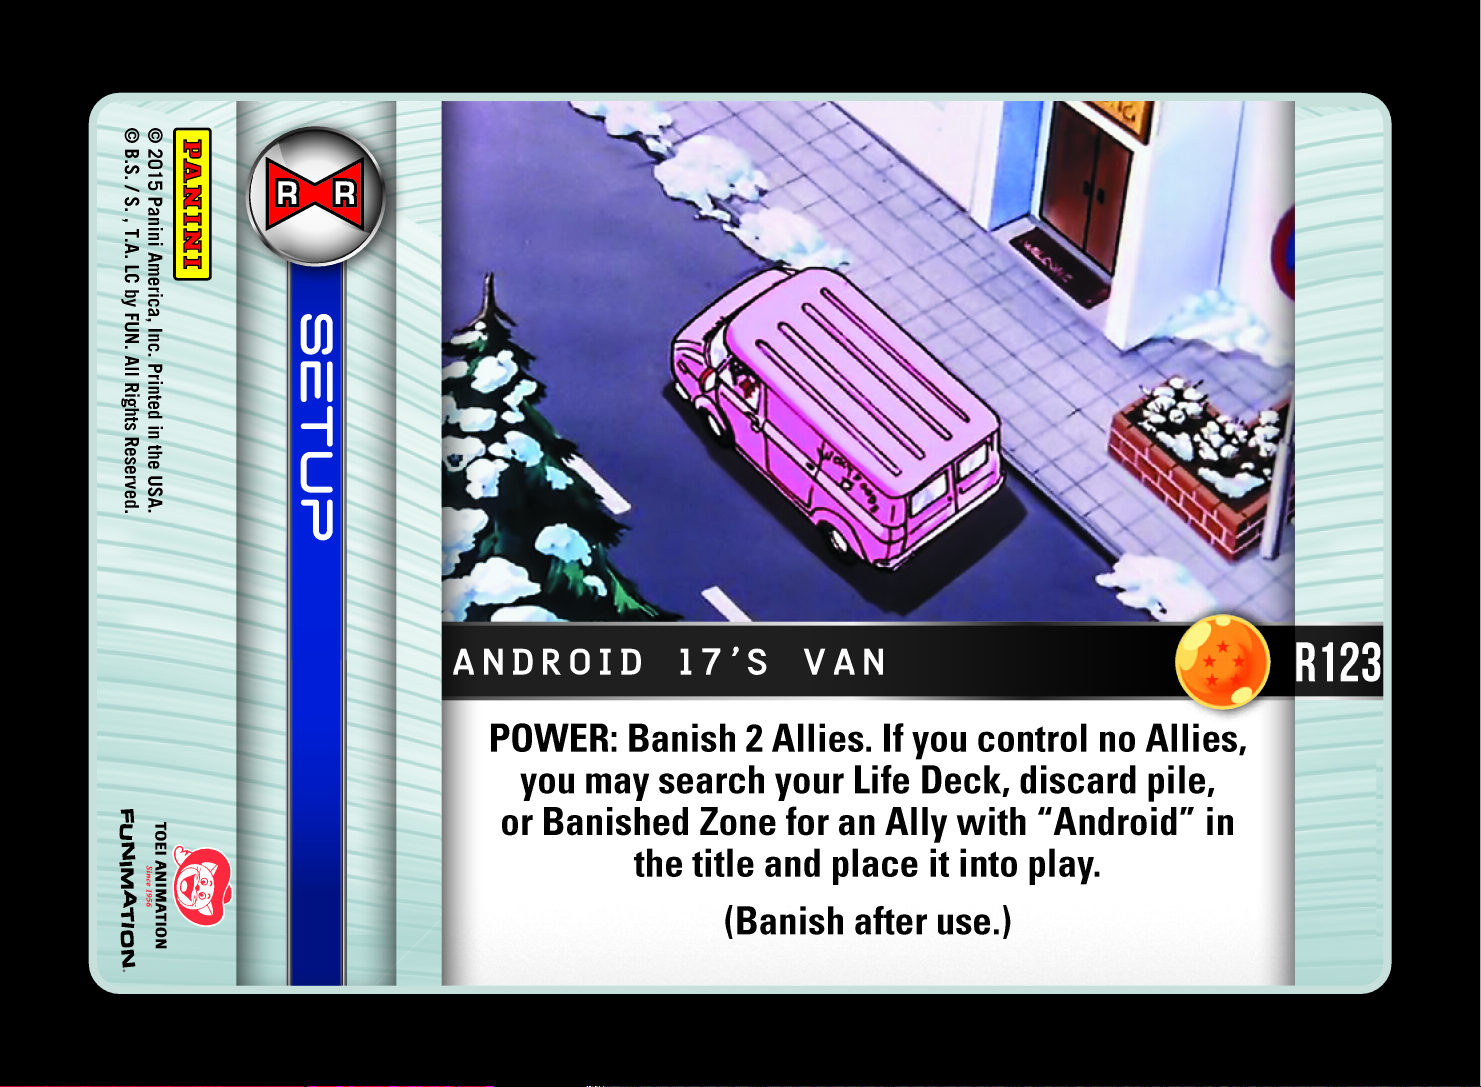 PANINI
© 2015 Panini America, Inc. Printed in the USA.
© B.S. / S. , T.A. LC by FUN. All Rights Reserved.
TOEI ANIMATION
Since 1956
FUNIMATION
R R
SETUP
WELCOME
ANDROID 17’S VAN
R123
POWER: Banish 2 Allies. If you control no Allies,
you may search your Life Deck, discard pile,
or Banished Zone for an Ally with “Android” in
the title and place it into play.
(Banish after use.)